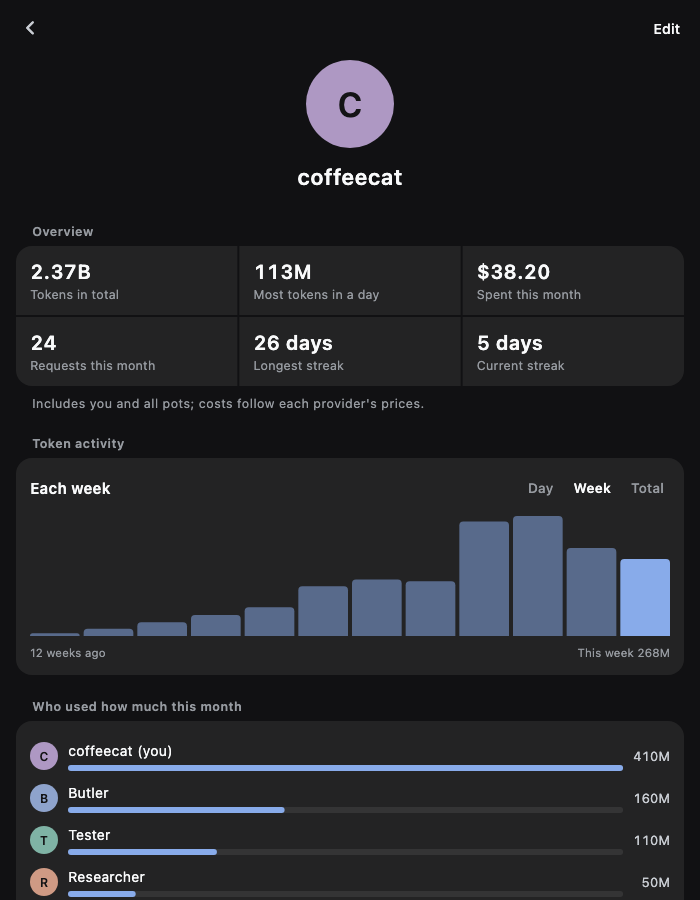 Edit
C
coffeecat
Overview
2.37B
Tokens in total
113M
Most tokens in a day
$38.20
Spent this month
24
Requests this month
26 days
Longest streak
5 days
Current streak
Includes you and all pots; costs follow each provider's prices.
Token activity
Each week
Day Week Total
12 weeks ago
This week 268M
Who used how much this month
C coffeecat (you) 410M
B Butler 160M
T Tester 110M
R Researcher 50M